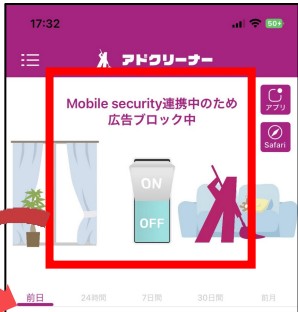 17:32
50+
アドクリーナー
Mobile security連携中のため
広告ブロック中
アプリ
Safari
ON
OFF
前日
24時間
7日間
30日間
前月